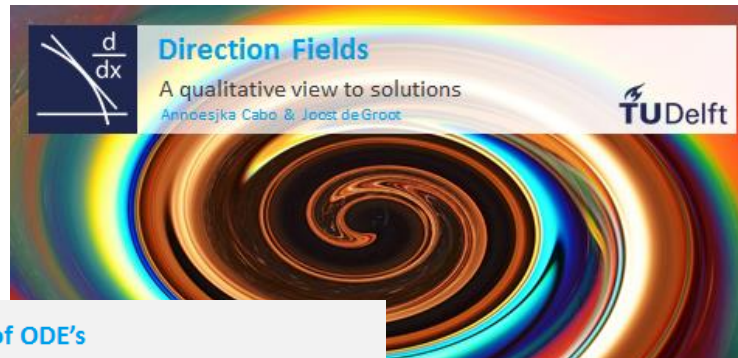 d
dx
Direction Fields
A qualitative view to solutions
Annoesjka Cabo & Joost de Groot
TUDelft
of ODE's